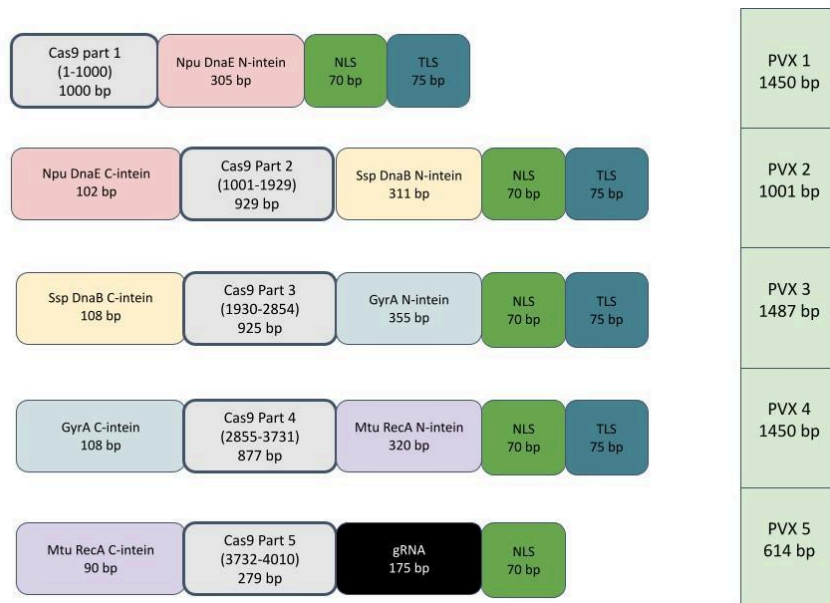 Cas9 part 1
(1-1000)
1000 bp
Npu DnaE N-intein
305 bp
NLS
70 bp
TLS
75 bp
PVX 1
1450 bp
Npu DnaE C-intein
102 bp
Cas9 Part 2
(1001-1929)
929 bp
Ssp DnaB N-intein
311 bp
NLS
70 bp
TLS
75 bp
PVX 2
1001 bp
Ssp DnaB C-intein
108 bp
Cas9 Part 3
(1930-2854)
925 bp
GyrA N-intein
355 bp
NLS
70 bp
TLS
75 bp
PVX 3
1487 bp
GyrA C-intein
108 bp
Cas9 Part 4
(2855-3731)
877 bp
Mtu RecA N-intein
320 bp
NLS
70 bp
TLS
75 bp
PVX 4
1450 bp
Mtu RecA C-intein
90 bp
Cas9 Part 5
(3732-4010)
279 bp
gRNA
175 bp
NLS
70 bp
PVX 5
614 bp